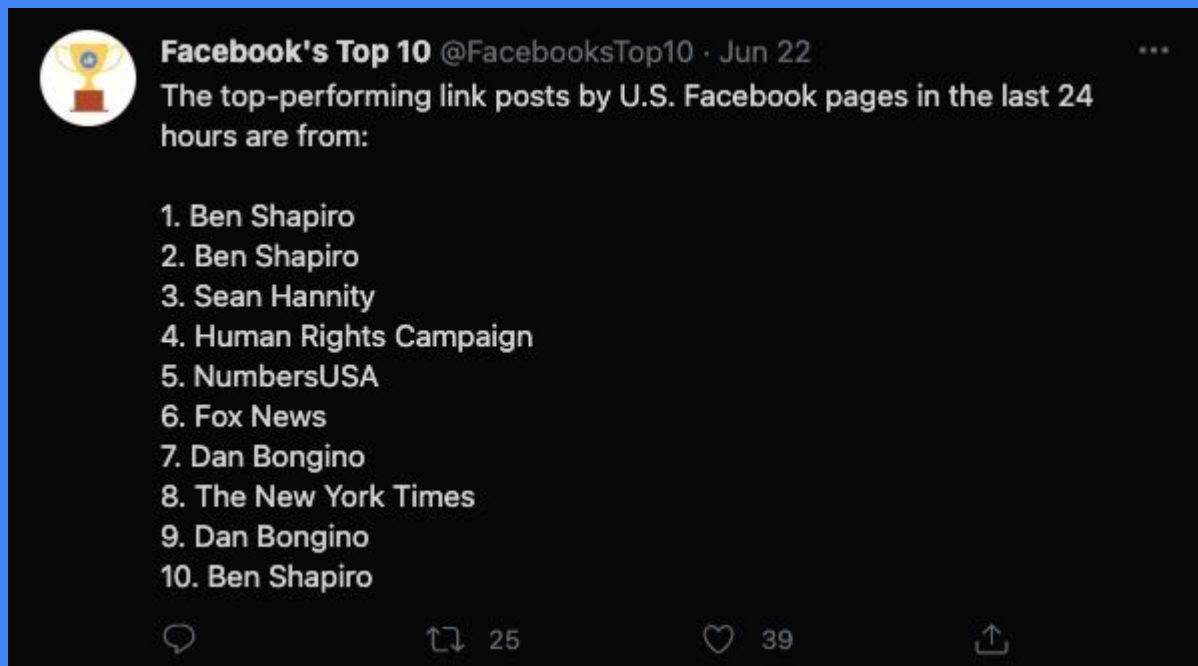 Facebook's Top 10 @FacebooksTop10 · Jun 22
The top-performing link posts by U.S. Facebook pages in the last 24
hours are from:
1. Ben Shapiro
2. Ben Shapiro
3. Sean Hannity
4. Human Rights Campaign
5. NumbersUSA
6. Fox News
7. Dan Bongino
8. The New York Times
9. Dan Bongino
10. Ben Shapiro
25 39